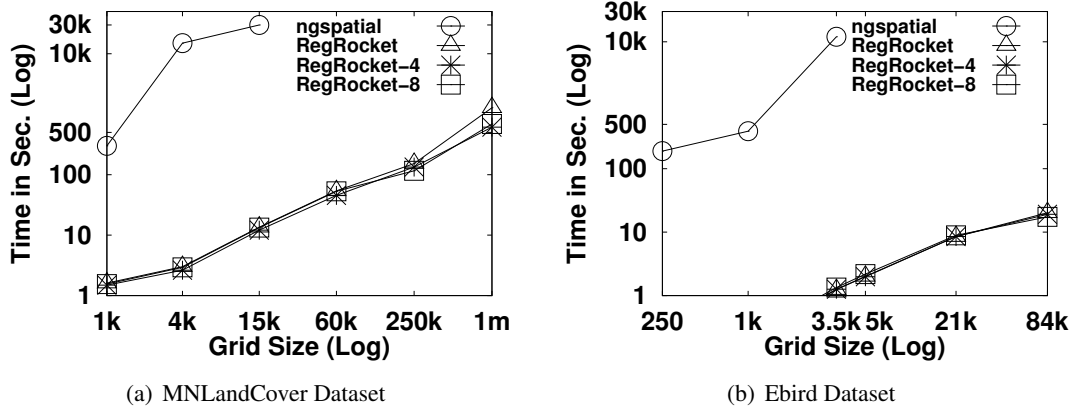 Time in Sec. (Log)
30k
10k
500
100
10
1
ngspatial
RegRocket
RegRocket-4
RegRocket-8
1k 4k 15k 60k 250k 1m
Grid Size (Log)
(a) MNLandCover Dataset
Time in Sec. (Log)
30k
10k
500
100
10
1
ngspatial
RegRocket
RegRocket-4
RegRocket-8
250 1k 3.5k 5k 21k 84k
Grid Size (Log)
(b) Ebird Dataset